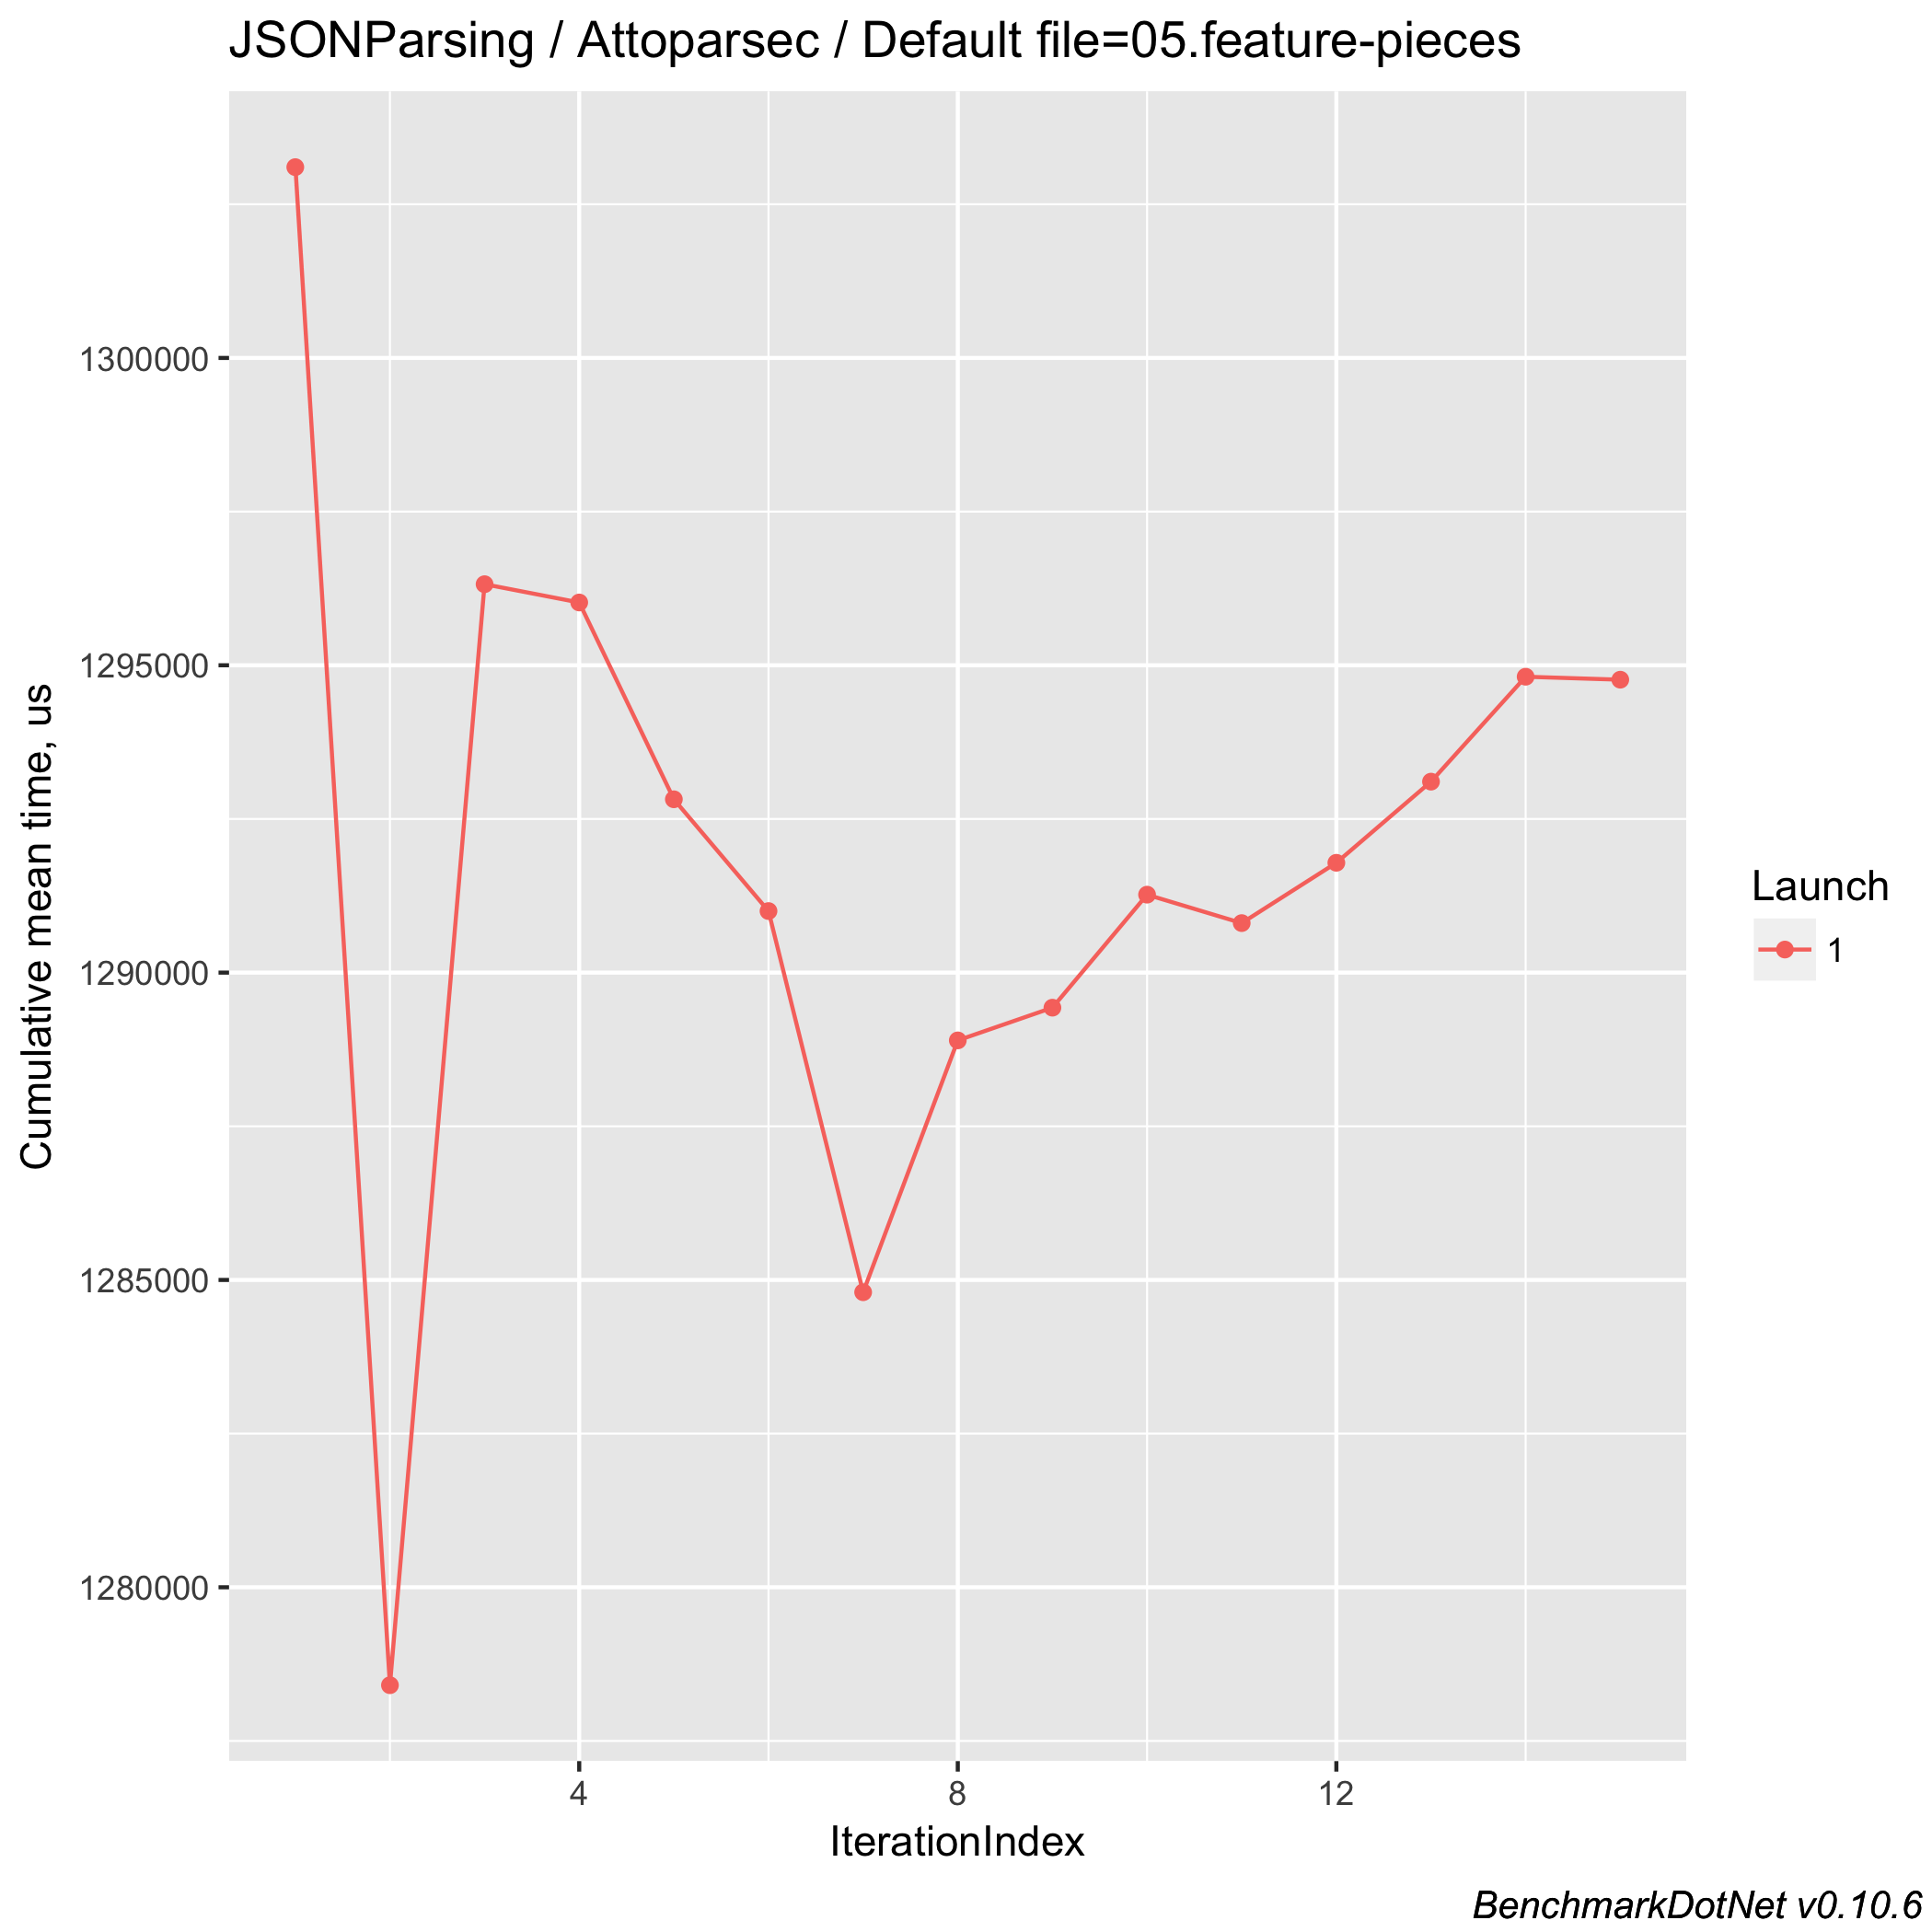 JSONParsing / Attoparsec / Default file=05.feature-pieces
Cumulative mean time, us
1300000
1295000
1290000
1285000
1280000
4
8
12
IterationIndex
Launch
1
BenchmarkDotNet v0.10.6